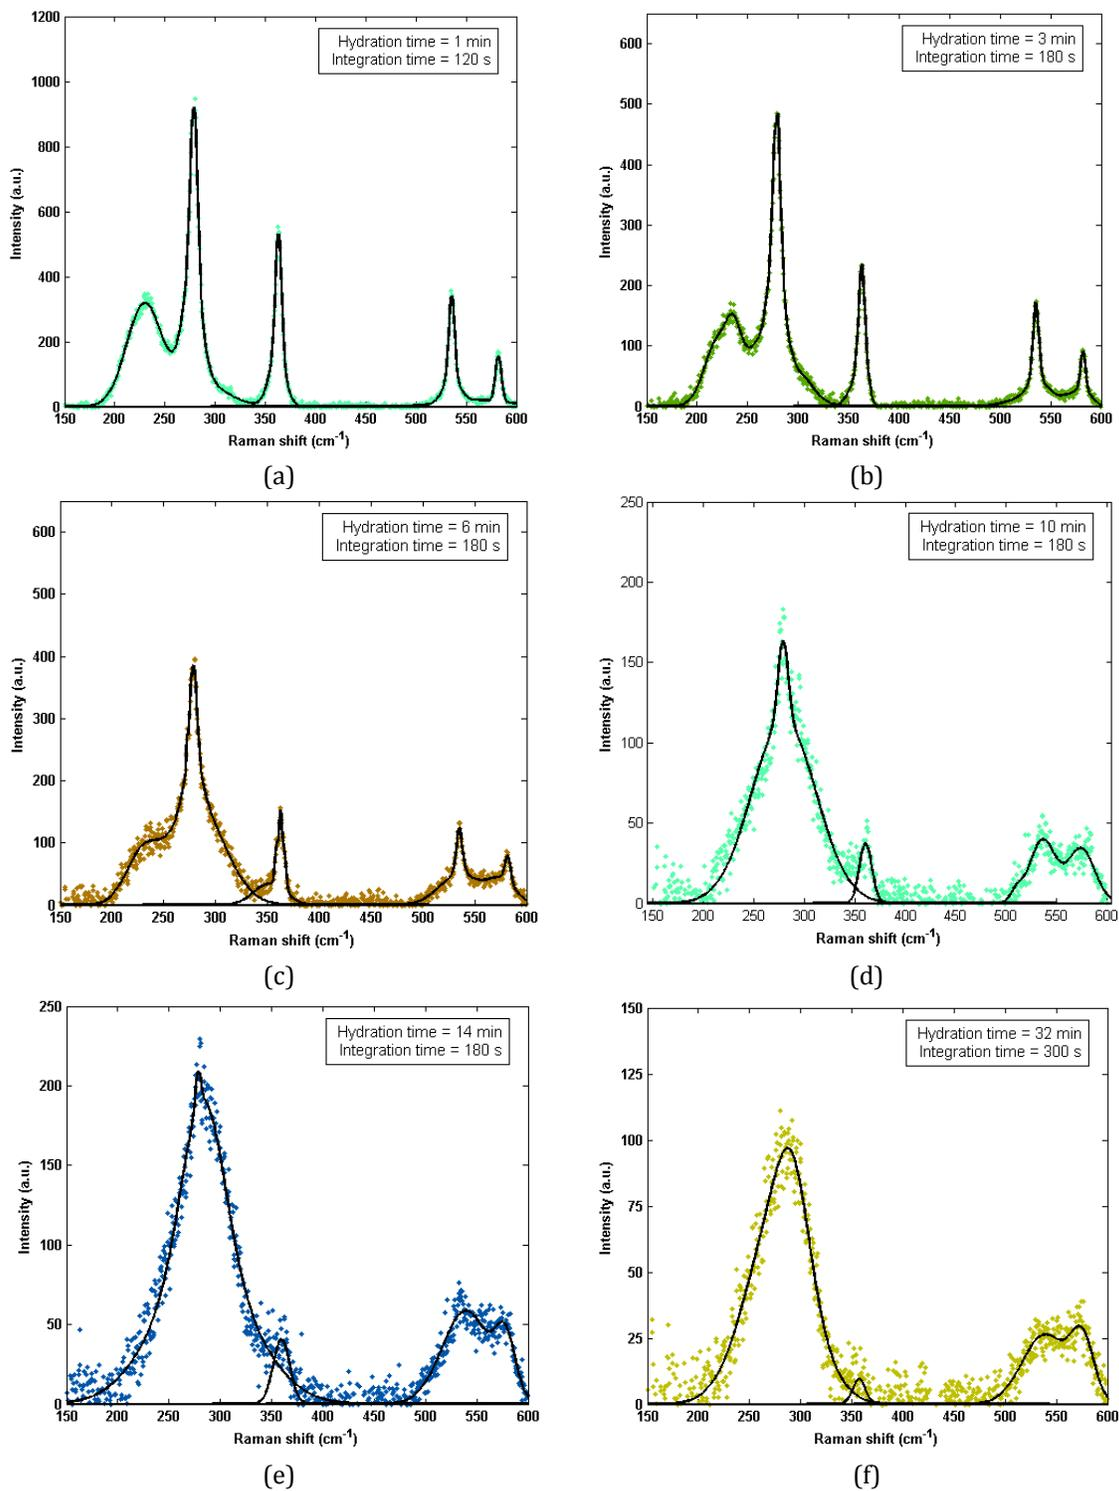 1200
Hydration time = 1 min
Integration time = 120 s
1000
800
600
400
200
0
Intensity (a.u.)
150 200 250 300 350 400 450 500 550 600
Raman shift (cm⁻¹)
(a)
600
Hydration time = 3 min
Integration time = 180 s
500
400
300
200
100
0
Intensity (a.u.)
150 200 250 300 350 400 450 500 550 600
Raman shift (cm⁻¹)
(b)
600
Hydration time = 6 min
Integration time = 180 s
500
400
300
200
100
0
Intensity (a.u.)
150 200 250 300 350 400 450 500 550 600
Raman shift (cm⁻¹)
(c)
250
Hydration time = 10 min
Integration time = 180 s
200
150
100
50
0
Intensity (a.u.)
150 200 250 300 350 400 450 500 550 600
Raman shift (cm⁻¹)
(d)
250
Hydration time = 14 min
Integration time = 180 s
200
150
100
50
0
Intensity (a.u.)
150 200 250 300 350 400 450 500 550 600
Raman shift (cm⁻¹)
(e)
150
Hydration time = 32 min
Integration time = 300 s
125
100
75
50
25
0
Intensity (a.u.)
150 200 250 300 350 400 450 500 550 600
Raman shift (cm⁻¹)
(f)